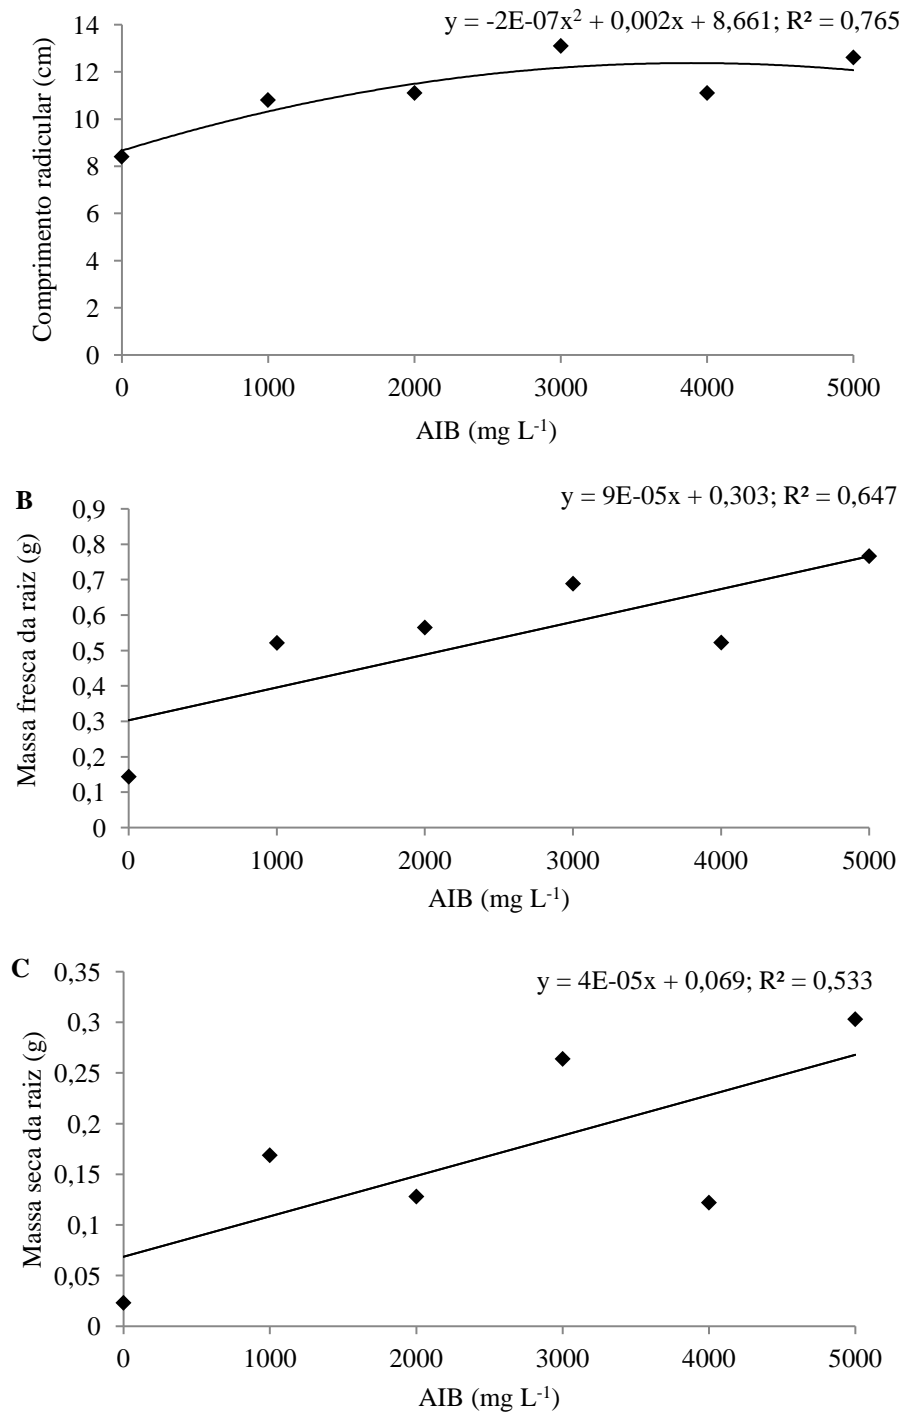 y = -2E-07x² + 0,002x + 8,661; R² = 0,765
14
12
10
8
6
4
2
0
Comprimento radicular (cm)
0 1000 2000 3000 4000 5000
AIB (mg L⁻¹)
B
y = 9E-05x + 0,303; R² = 0,647
0,9
0,8
0,7
0,6
0,5
0,4
0,3
0,2
0,1
0
Massa fresca da raiz (g)
0 1000 2000 3000 4000 5000
AIB (mg L⁻¹)
C
y = 4E-05x + 0,069; R² = 0,533
0,35
0,3
0,25
0,2
0,15
0,1
0,05
0
Massa seca da raiz (g)
0 1000 2000 3000 4000 5000
AIB (mg L⁻¹)